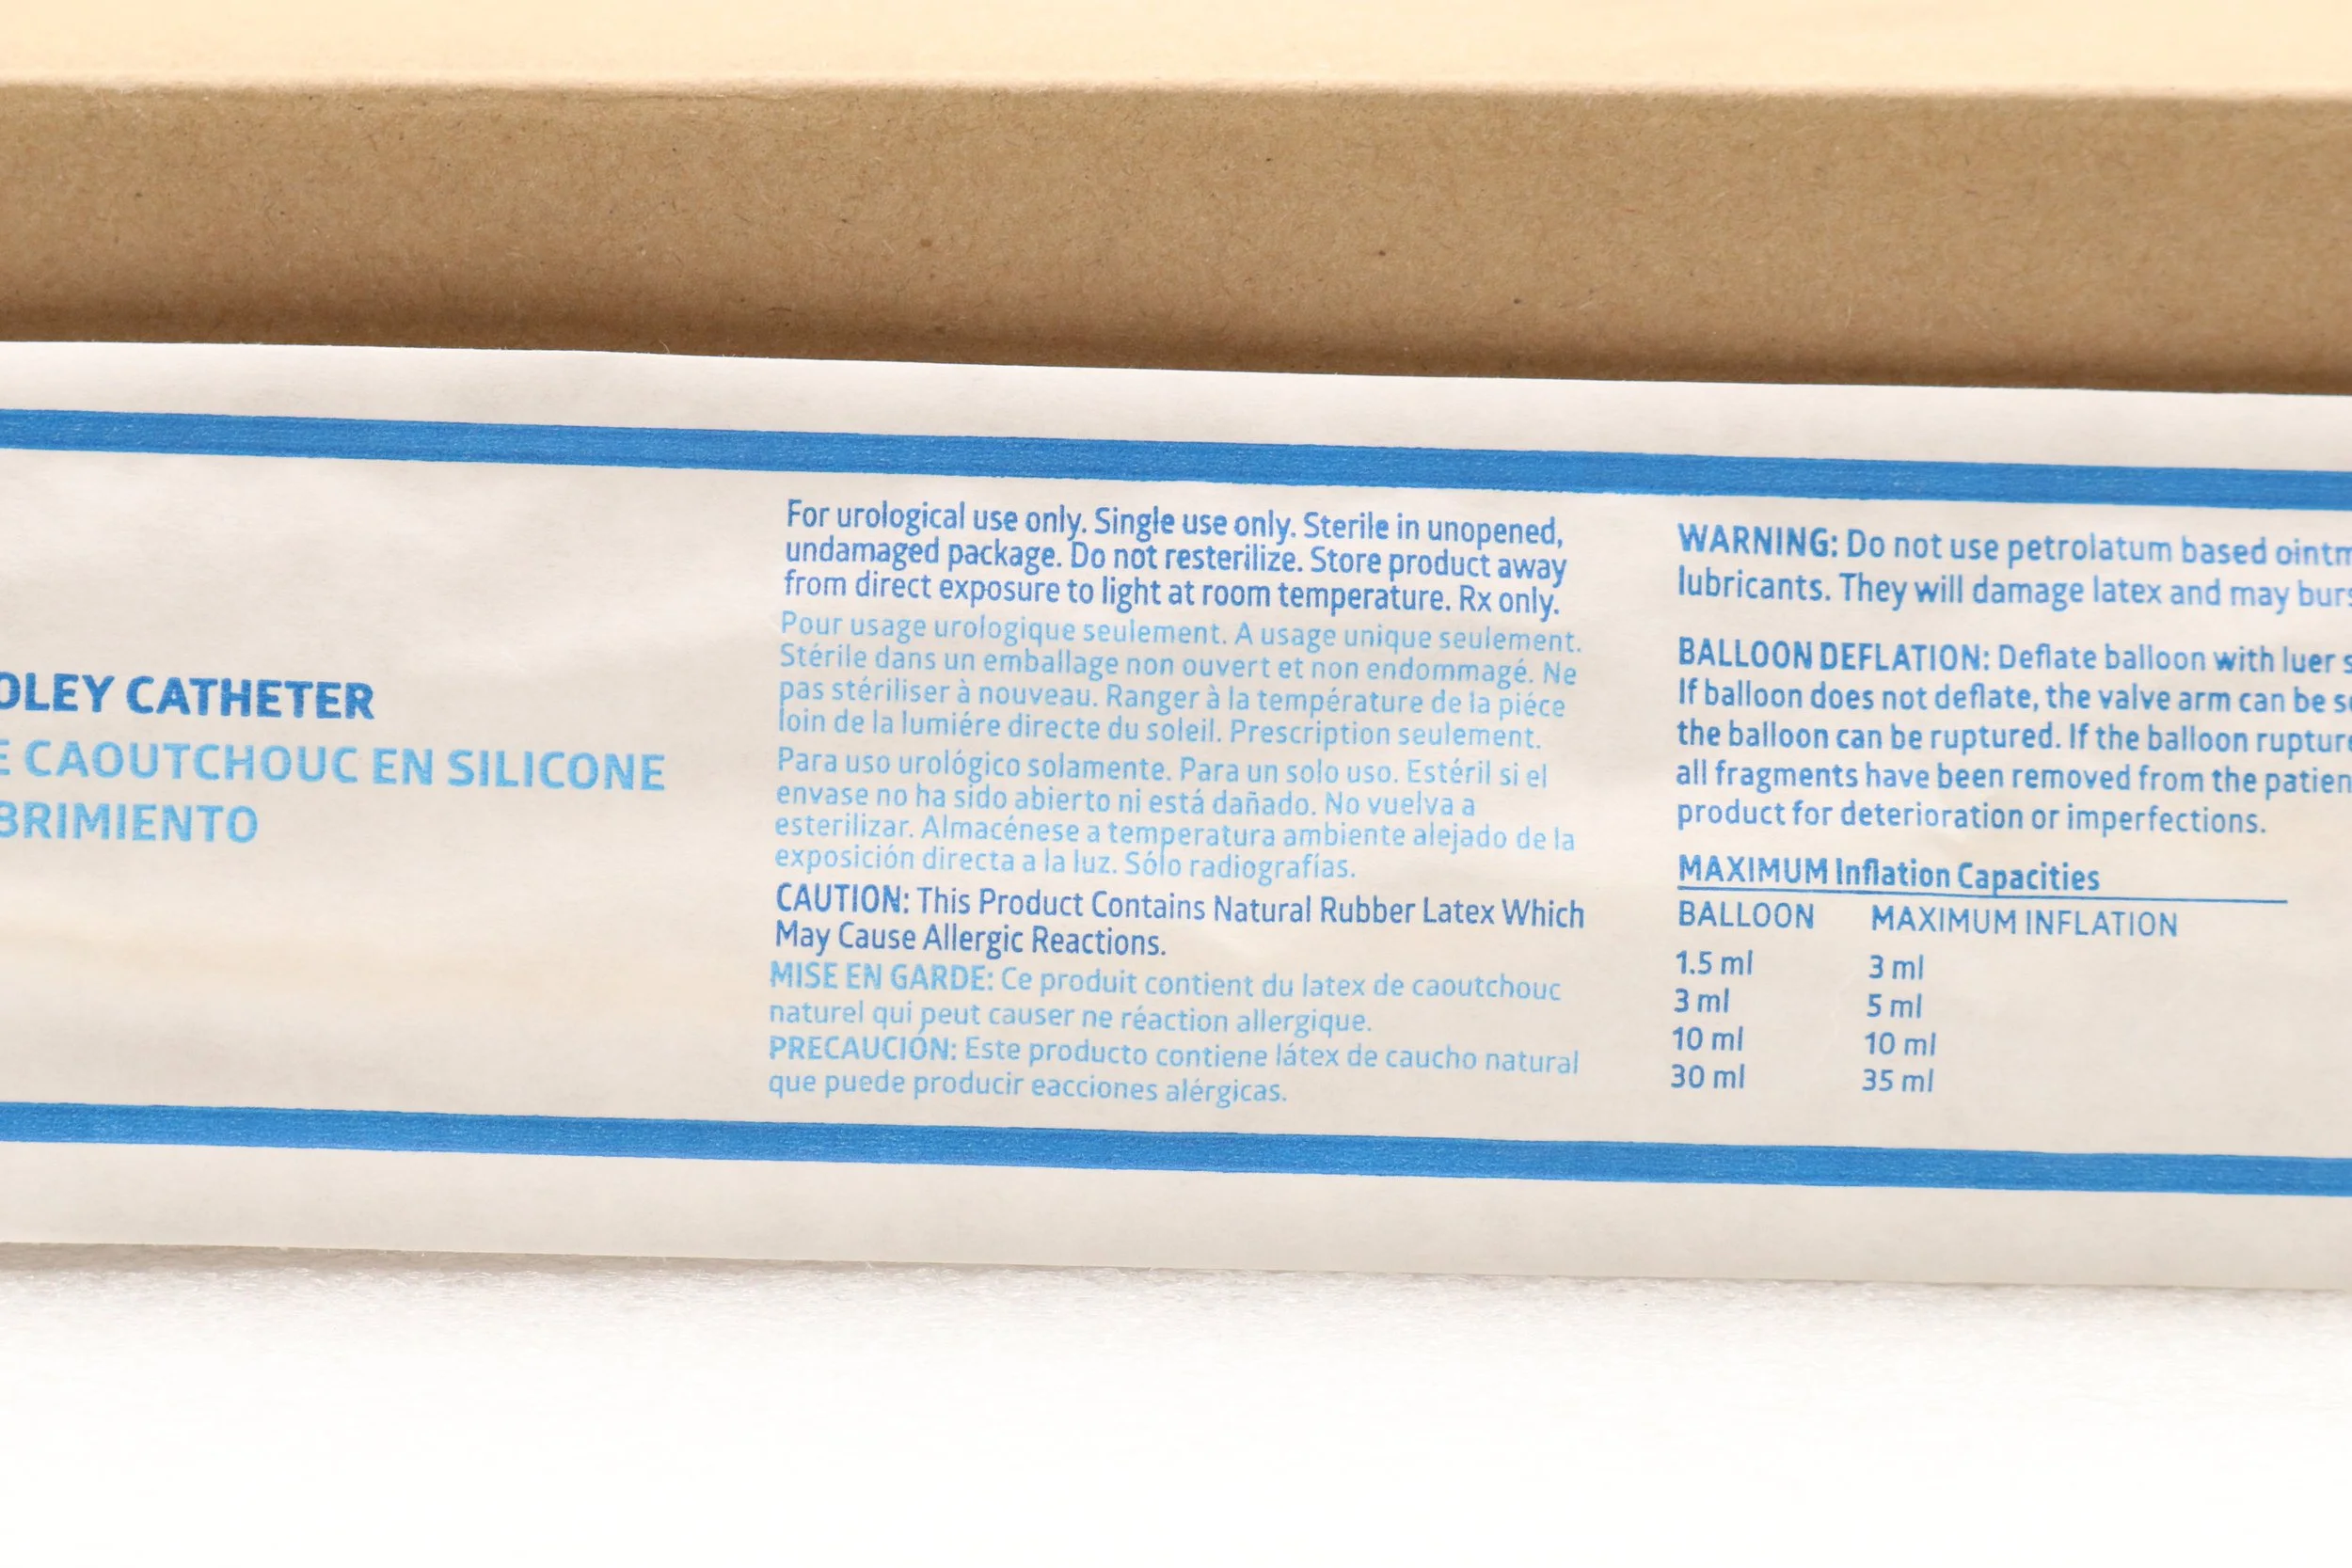 OLEY CATHETER
E CAOUTCHOUC EN SILICONE
BRIMIENTO
For urological use only. Single use only. Sterile in unopened,
undamaged package. Do not resterilize. Store product away
from direct exposure to light at room temperature. Rx only.
Pour usage urologique seulement. A usage unique seulement.
Stérile dans un emballage non ouvert et non endommagé. Ne
pas stériliser à nouveau. Ranger à la température de la piéce
loin de la lumiére directe du soleil. Prescription seulement.
Para uso urológico solamente. Para un solo uso. Estéril si el
envase no ha sido abierto ni está dañado. No vuelva a
esterilizar. Almacénese a temperatura ambiente alejado de la
exposición directa a la luz. Sólo radiografías.
CAUTION: This Product Contains Natural Rubber Latex Which
May Cause Allergic Reactions.
MISE EN GARDE: Ce produit contient du latex de caoutchouc
naturel qui peut causer ne réaction allergique.
PRECAUCIÓN: Este producto contiene látex de caucho natural
que puede producir eacciones alérgicas.
WARNING: Do not use petrolatum based ointm
lubricants. They will damage latex and may burs
BALLOON DEFLATION: Deflate balloon with luer s
If balloon does not deflate, the valve arm can be se
the balloon can be ruptured. If the balloon rupture
all fragments have been removed from the patien
product for deterioration or imperfections.
MAXIMUM Inflation Capacities
BALLOON MAXIMUM INFLATION
1.5 ml 3 ml
3 ml 5 ml
10 ml 10 ml
30 ml 35 ml